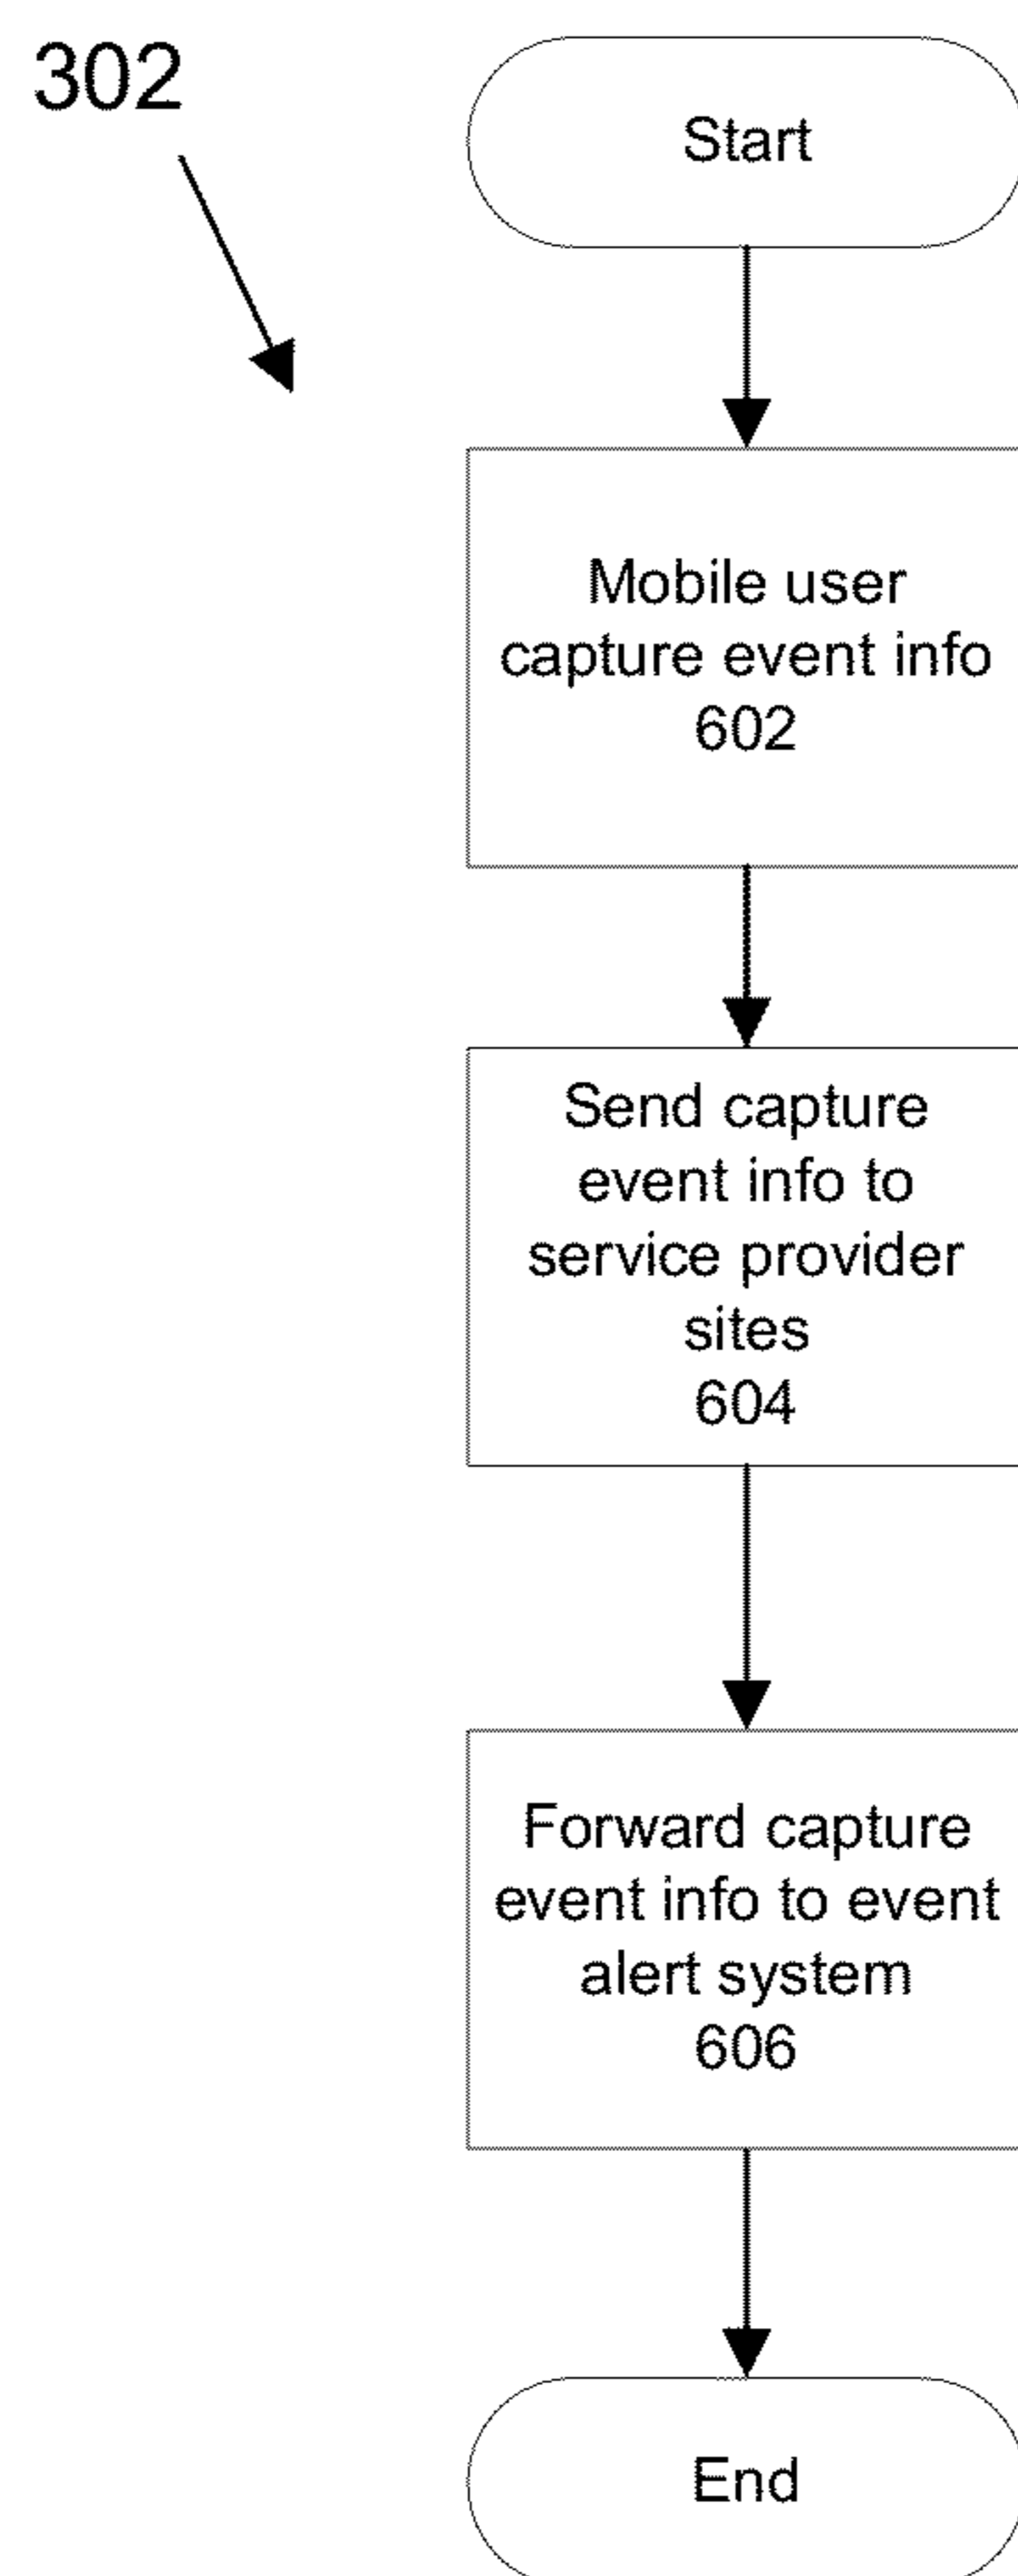 302
Start
Mobile user
capture event info
602
Send capture
event info to
service provider
sites
604
Forward capture
event info to event
alert system
606
End